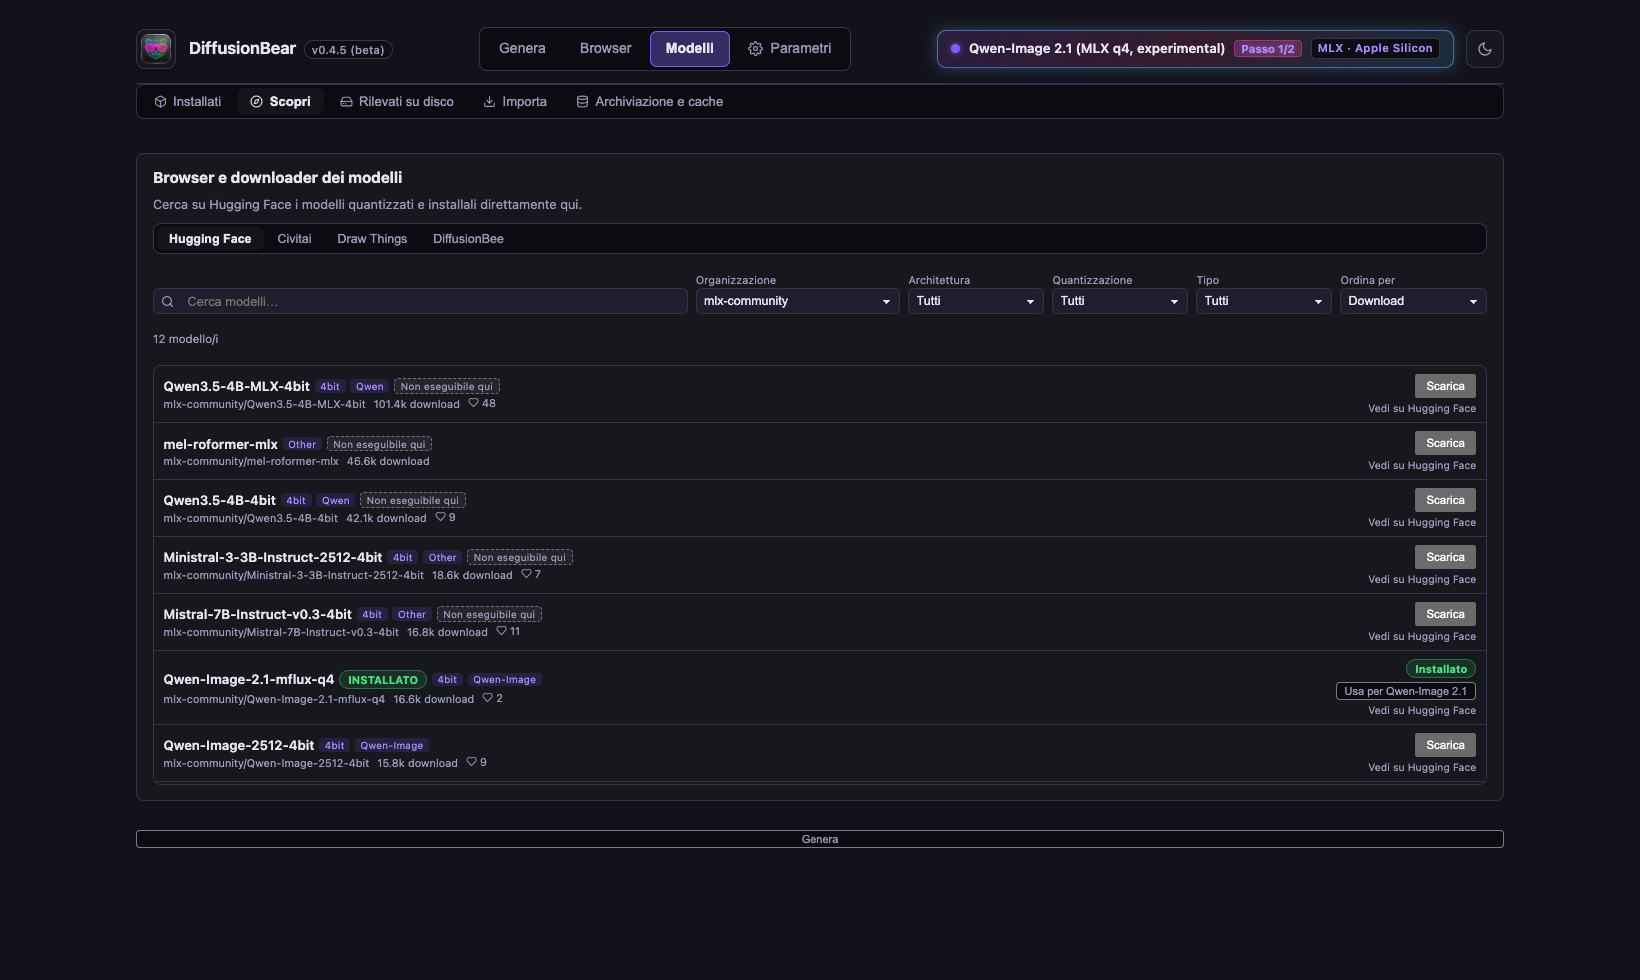 DiffusionBear v0.4.5 (beta)
Genera Browser Modelli Parametri
Qwen-Image 2.1 (MLX q4, experimental) Passo 1/2 MLX · Apple Silicon
Installati Scopri Rilevati su disco Importa Archiviazione e cache
Browser e downloader dei modelli
Cerca su Hugging Face i modelli quantizzati e installali direttamente qui.
Hugging Face Civitai Draw Things DiffusionBee
Organizzazione Architettura Quantizzazione Tipo Ordina per
Cerca modelli… mlx-community Tutti Tutti Tutti Download
12 modello/i
Qwen3.5-4B-MLX-4bit 4bit Qwen Non eseguibile qui Scarica
mlx-community/Qwen3.5-4B-MLX-4bit 101.4k download 48 Vedi su Hugging Face
mel-roformer-mlx Other Non eseguibile qui Scarica
mlx-community/mel-roformer-mlx 46.6k download Vedi su Hugging Face
Qwen3.5-4B-4bit 4bit Qwen Non eseguibile qui Scarica
mlx-community/Qwen3.5-4B-4bit 42.1k download 9 Vedi su Hugging Face
Ministral-3-3B-Instruct-2512-4bit 4bit Other Non eseguibile qui Scarica
mlx-community/Ministral-3-3B-Instruct-2512-4bit 18.6k download 7 Vedi su Hugging Face
Mistral-7B-Instruct-v0.3-4bit 4bit Other Non eseguibile qui Scarica
mlx-community/Mistral-7B-Instruct-v0.3-4bit 16.8k download 11 Vedi su Hugging Face
Qwen-Image-2.1-mflux-q4 INSTALLATO 4bit Qwen-Image Installato
mlx-community/Qwen-Image-2.1-mflux-q4 16.6k download 2 Usa per Qwen-Image 2.1
Vedi su Hugging Face
Qwen-Image-2512-4bit 4bit Qwen-Image Scarica
mlx-community/Qwen-Image-2512-4bit 15.8k download 9 Vedi su Hugging Face
Genera